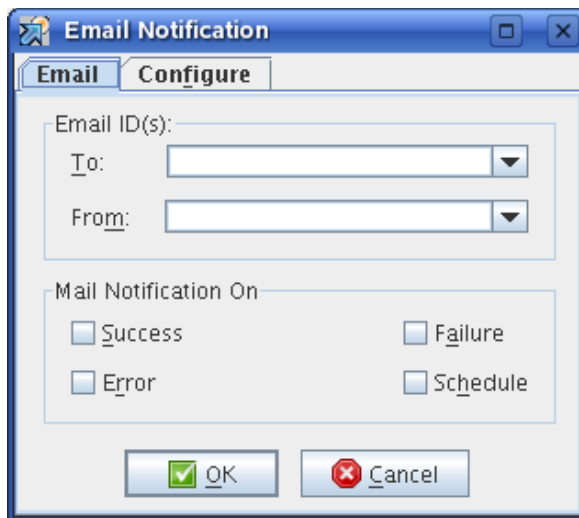 Email Notification
Email Configure
Email ID(s):
To:
From:
Mail Notification On
Success Failure
Error Schedule
OK Cancel